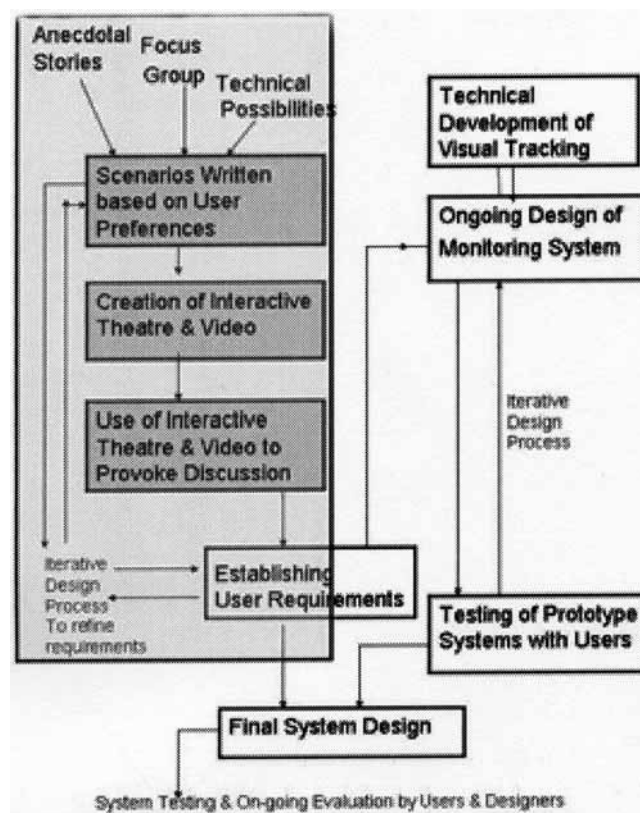 Anecdotal
Stories
Focus
Group
Technical
Possibilities
Scenarios Written
based on User
Preferences
Creation of Interactive
Theatre & Video
Use of Interactive
Theatre & Video to
Provoke Discussion
Iterative
Design
Process
To refine
requirements
Establishing
User Requirements
Technical
Development of
Visual Tracking
Ongoing Design of
Monitoring System
Iterative
Design
Process
Testing of Prototype
Systems with Users
Final System Design
System Testing & On-going Evaluation by Users & Designers